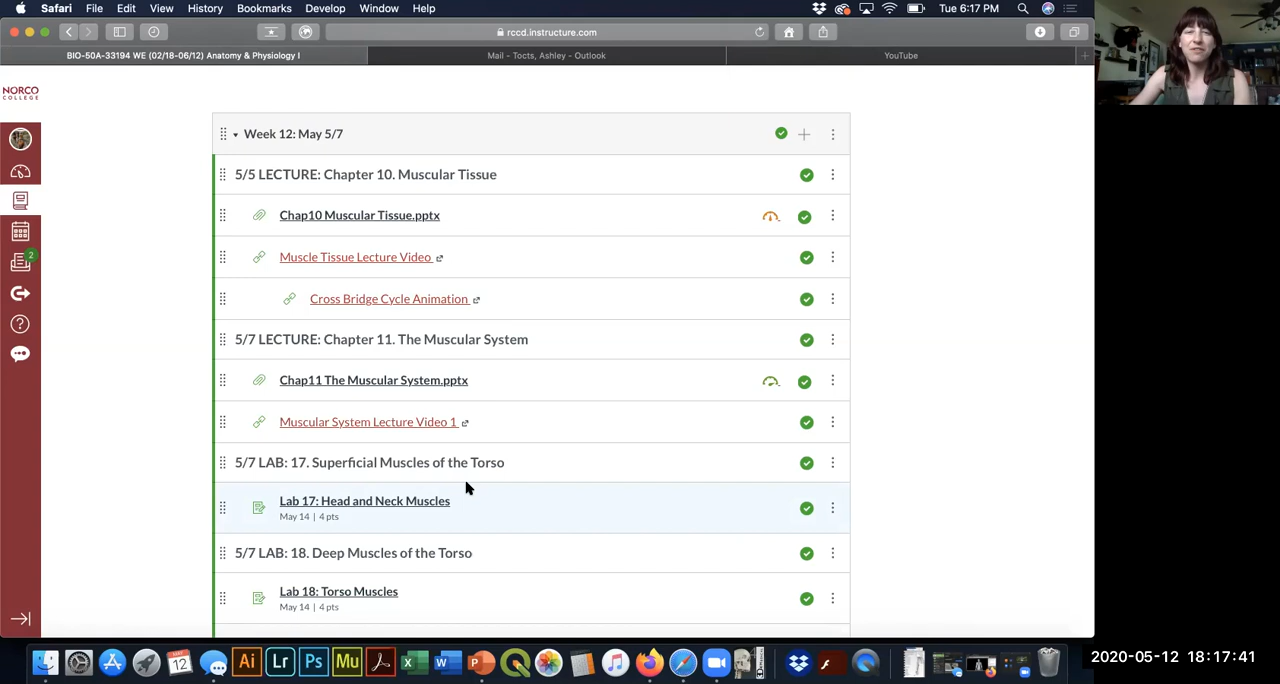 Safari File Edit View History Bookmarks Develop Window Help Tue 6:17 PM
rccd.instructure.com
BIO-50A-33194 WE (02/18-06/12) Anatomy & Physiology I Mail - Tocts, Ashley - Outlook YouTube
NORCO
COLLEGE
Week 12: May 5/7
5/5 LECTURE: Chapter 10. Muscular Tissue
Chap10 Muscular Tissue.pptx
Muscle Tissue Lecture Video
2
Cross Bridge Cycle Animation
5/7 LECTURE: Chapter 11. The Muscular System
Chap11 The Muscular System.pptx
Muscular System Lecture Video 1
5/7 LAB: 17. Superficial Muscles of the Torso
Lab 17: Head and Neck Muscles
May 14 | 4 pts
5/7 LAB: 18. Deep Muscles of the Torso
Lab 18: Torso Muscles
May 14 | 4 pts
12 Ai Lr Ps Mu
2020-05-12 18:17:41